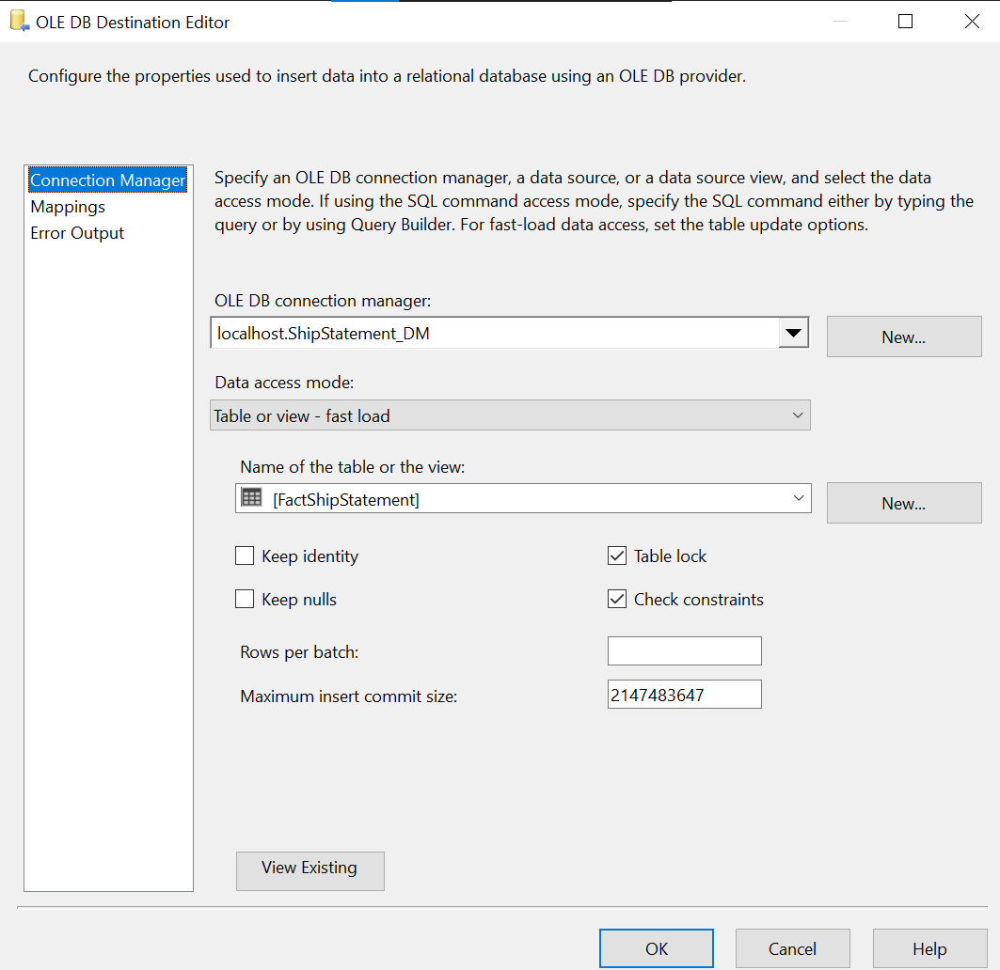 OLE DB Destination Editor
Configure the properties used to insert data into a relational database using an OLE DB provider.
Connection Manager
Mappings
Error Output
Specify an OLE DB connection manager, a data source, or a data source view, and select the data
access mode. If using the SQL command access mode, specify the SQL command either by typing the
query or by using Query Builder. For fast-load data access, set the table update options.
OLE DB connection manager:
localhost.ShipStatement_DM
New...
Data access mode:
Table or view - fast load
Name of the table or the view:
[FactShipStatement]
New...
Keep identity
Table lock
Keep nulls
Check constraints
Rows per batch:
Maximum insert commit size:
2147483647
View Existing
OK
Cancel
Help